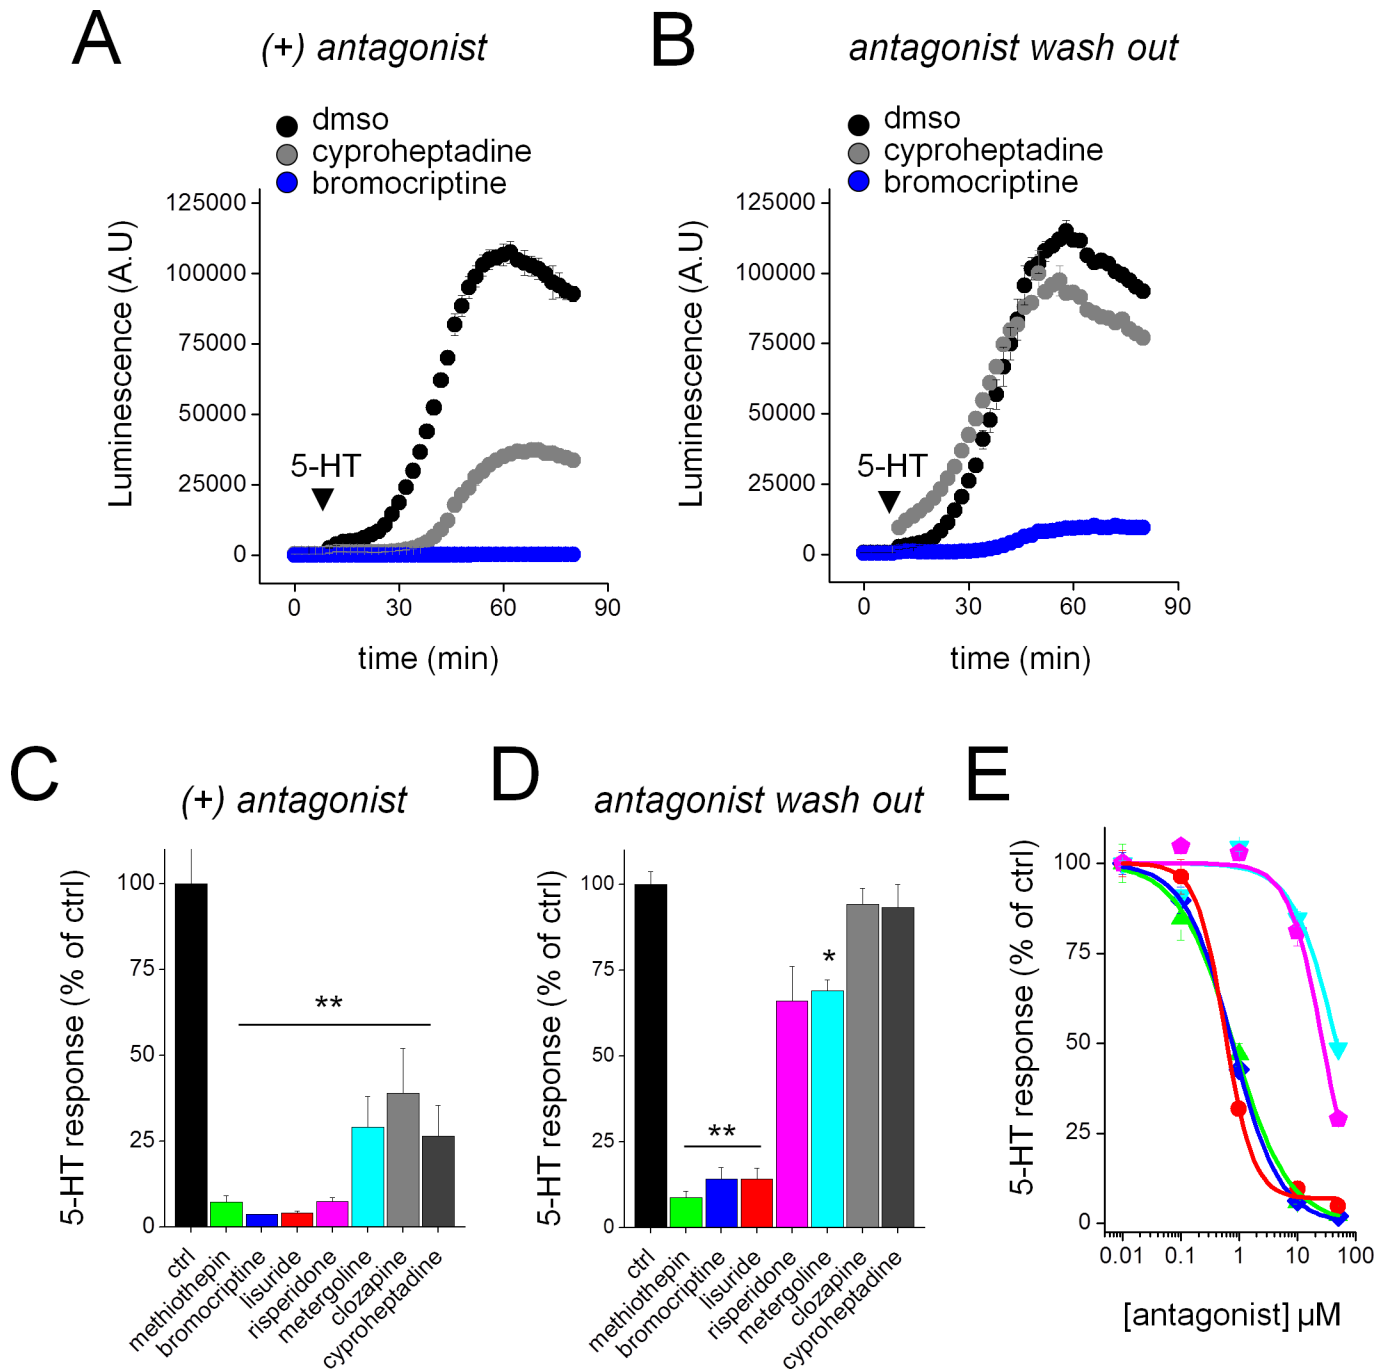 A
(+) antagonist
dmso
cyproheptadine
bromocriptine
Luminescence (A.U)
125000
100000
75000
50000
25000
0
5-HT
0 30 60 90
time (min)
B
antagonist wash out
dmso
cyproheptadine
bromocriptine
Luminescence (A.U)
125000
100000
75000
50000
25000
0
5-HT
0 30 60 90
time (min)
C
(+) antagonist
5-HT response (% of ctrl)
100
75
50
25
0
**
ctrl
methiothepin
bromocriptine
lisuride
risperidone
metergoline
clozapine
cyproheptadine
D
antagonist wash out
5-HT response (% of ctrl)
100
75
50
25
0
**
*
ctrl
methiothepin
bromocriptine
lisuride
risperidone
metergoline
clozapine
cyproheptadine
E
5-HT response (% of ctrl)
100
75
50
25
0
0.01 0.1 1 10 100
[antagonist] µM